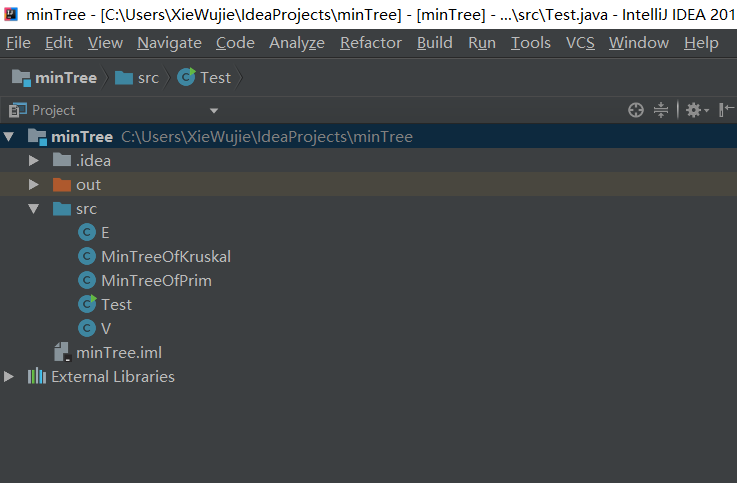 minTree - [C:\Users\XieWujie\IdeaProjects\minTree] - [minTree] - ...\src\Test.java - IntelliJ IDEA 201
File Edit View Navigate Code Analyze Refactor Build Run Tools VCS Window Help
minTree src Test
Project
minTree C:\Users\XieWujie\IdeaProjects\minTree
.idea
out
src
E
MinTreeOfKruskal
MinTreeOfPrim
Test
V
minTree.iml
External Libraries